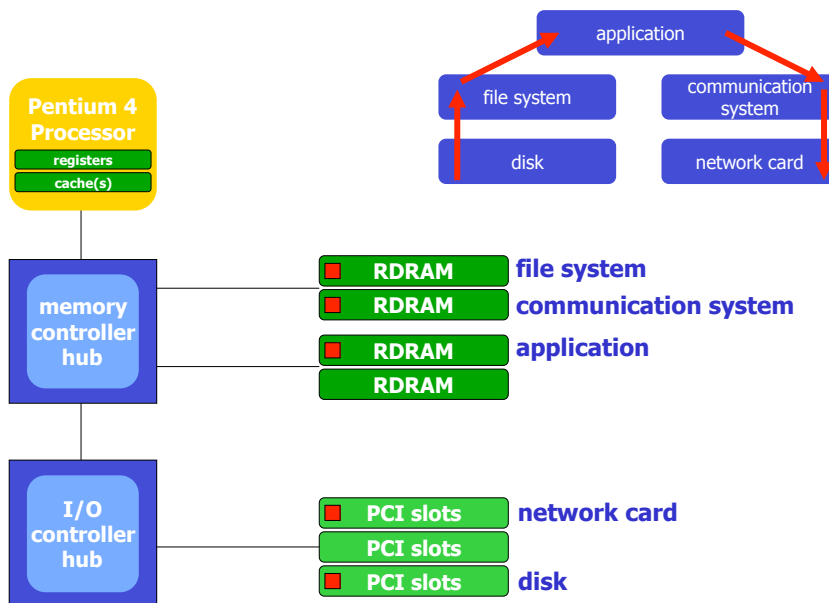 application
file system
communication
system
disk
network card
Pentium 4
Processor
registers
cache(s)
memory
controller
hub
RDRAM
file system
RDRAM
communication system
RDRAM
application
RDRAM
I/O
controller
hub
PCI slots
network card
PCI slots
PCI slots
disk